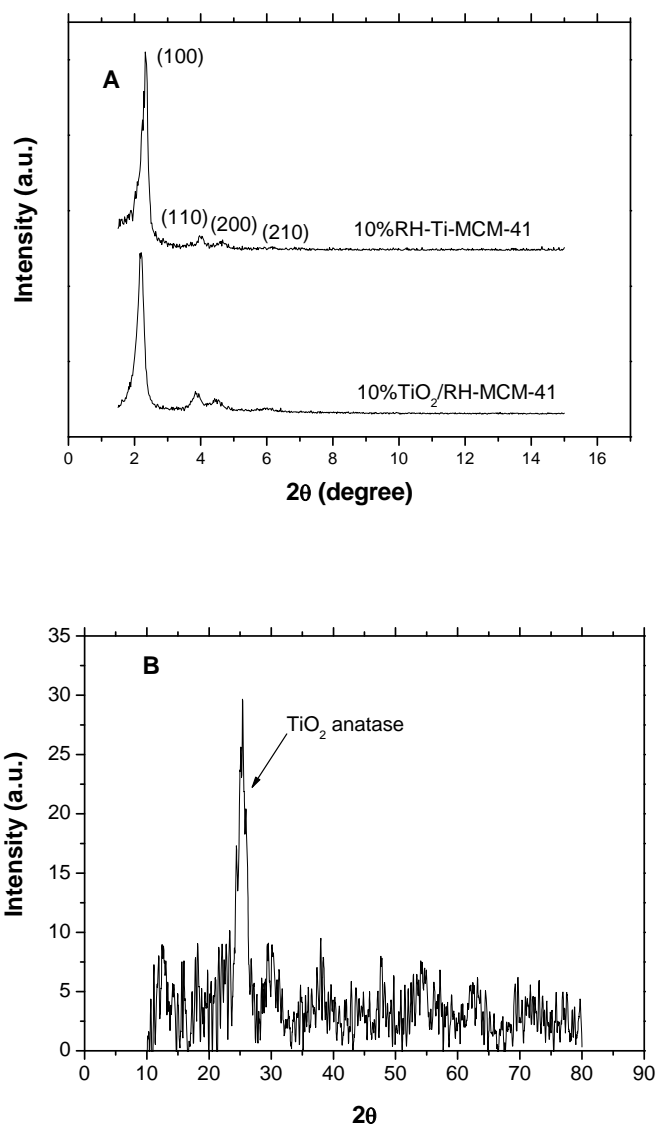 A
(100)
(110) (200) (210)
10%RH-Ti-MCM-41
10%TiO₂/RH-MCM-41
Intensity (a.u.)
0 2 4 6 8 10 12 14 16
2θ (degree)
B
35
30
25
20
15
10
5
0
TiO₂ anatase
Intensity (a.u.)
0 10 20 30 40 50 60 70 80 90
2θ